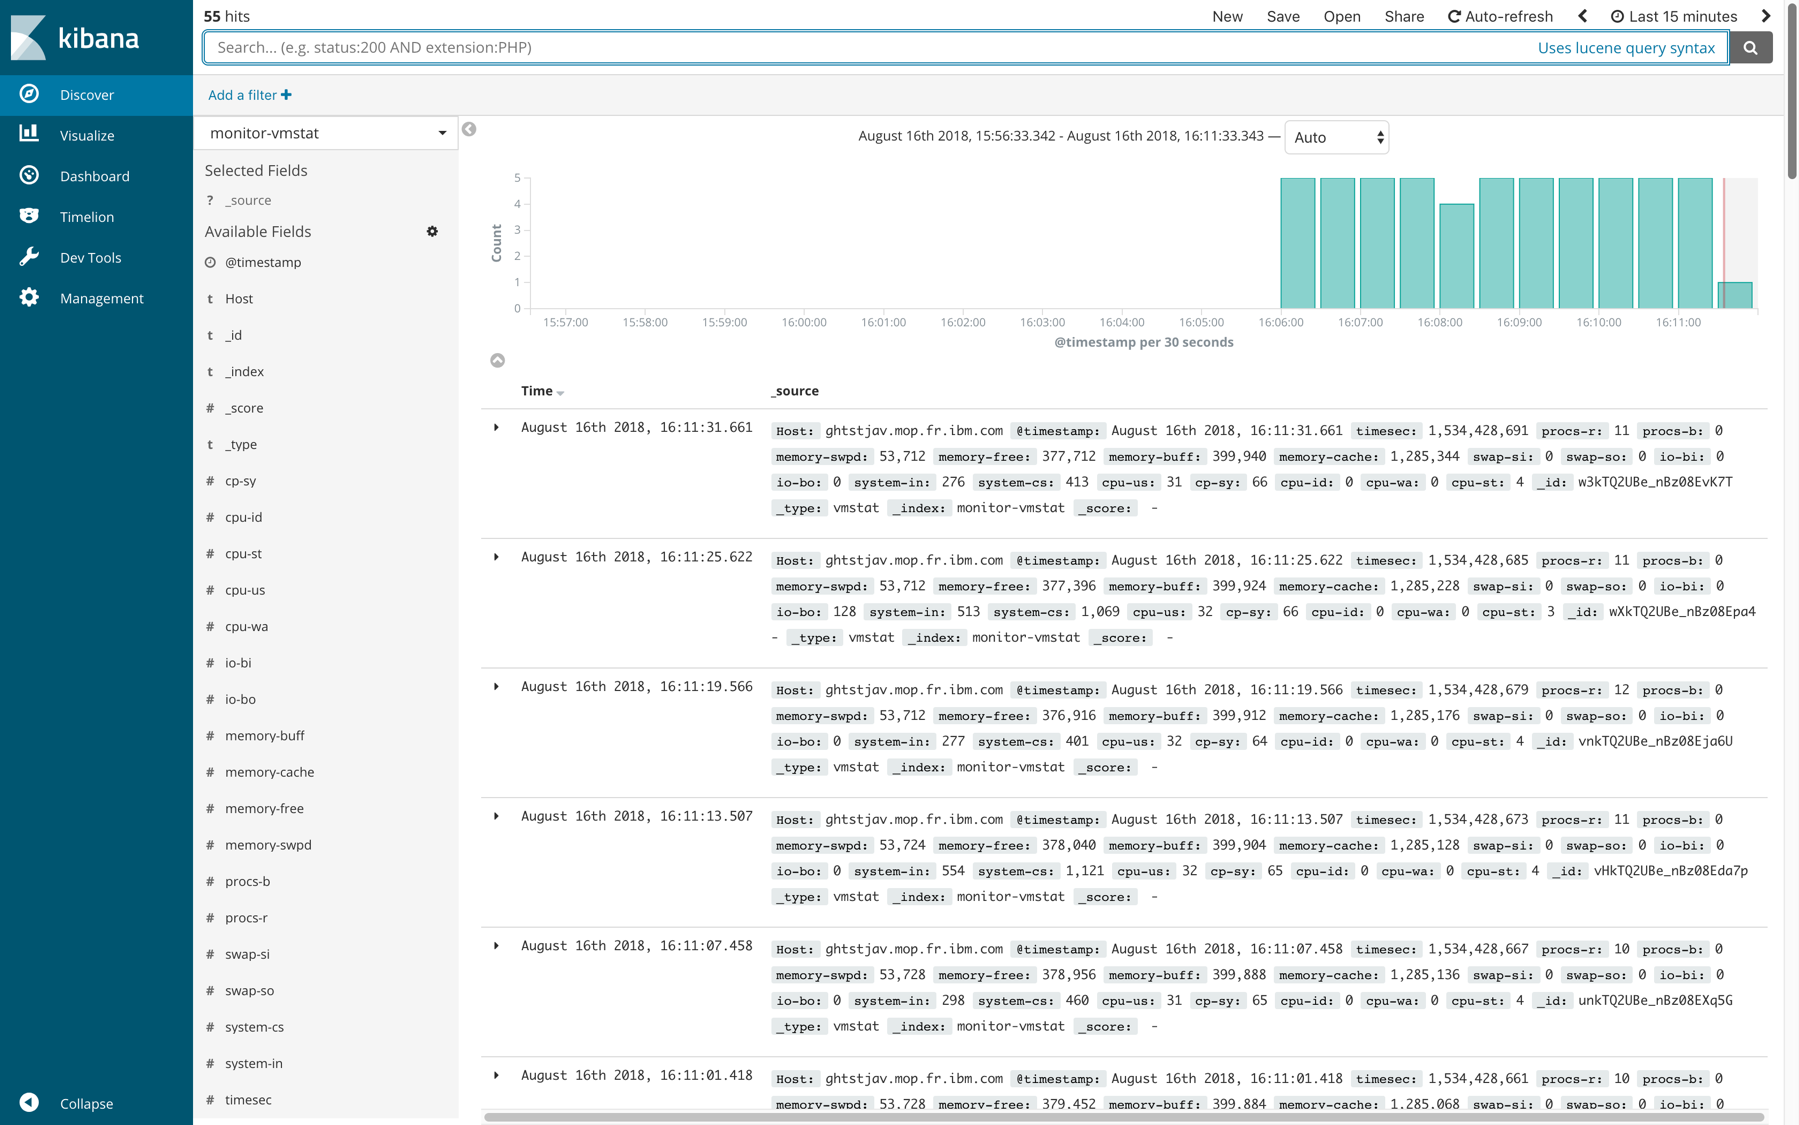 55 hits
New Save Open Share Auto-refresh Last 15 minutes
kibana
Search... (e.g. status:200 AND extension:PHP) Uses lucene query syntax
Discover
Visualize
Dashboard
Timelion
Dev Tools
Management
Collapse
Add a filter +
monitor-vmstat
Selected Fields
? _source
Available Fields
@timestamp
t Host
t _id
t _index
# _score
t _type
# cp-sy
# cpu-id
# cpu-st
# cpu-us
# cpu-wa
# io-bi
# io-bo
# memory-buff
# memory-cache
# memory-free
# memory-swpd
# procs-b
# procs-r
# swap-si
# swap-so
# system-cs
# system-in
# timesec
August 16th 2018, 15:56:33.342 - August 16th 2018, 16:11:33.343 — Auto
Count
5
4
3
2
1
0
15:57:00 15:58:00 15:59:00 16:00:00 16:01:00 16:02:00 16:03:00 16:04:00 16:05:00 16:06:00 16:07:00 16:08:00 16:09:00 16:10:00 16:11:00
@timestamp per 30 seconds
Time _source
August 16th 2018, 16:11:31.661 Host: ghtstjav.mop.fr.ibm.com @timestamp: August 16th 2018, 16:11:31.661 timesec: 1,534,428,691 procs-r: 11 procs-b: 0
memory-swpd: 53,712 memory-free: 377,712 memory-buff: 399,940 memory-cache: 1,285,344 swap-si: 0 swap-so: 0 io-bi: 0
io-bo: 0 system-in: 276 system-cs: 413 cpu-us: 31 cp-sy: 66 cpu-id: 0 cpu-wa: 0 cpu-st: 4 _id: w3kTQ2UBe_nBz08EvK7T
_type: vmstat _index: monitor-vmstat _score: -
August 16th 2018, 16:11:25.622 Host: ghtstjav.mop.fr.ibm.com @timestamp: August 16th 2018, 16:11:25.622 timesec: 1,534,428,685 procs-r: 11 procs-b: 0
memory-swpd: 53,712 memory-free: 377,396 memory-buff: 399,924 memory-cache: 1,285,228 swap-si: 0 swap-so: 0 io-bi: 0
io-bo: 128 system-in: 513 system-cs: 1,069 cpu-us: 32 cp-sy: 66 cpu-id: 0 cpu-wa: 0 cpu-st: 3 _id: wXkTQ2UBe_nBz08Epa4
- _type: vmstat _index: monitor-vmstat _score: -
August 16th 2018, 16:11:19.566 Host: ghtstjav.mop.fr.ibm.com @timestamp: August 16th 2018, 16:11:19.566 timesec: 1,534,428,679 procs-r: 12 procs-b: 0
memory-swpd: 53,712 memory-free: 376,916 memory-buff: 399,912 memory-cache: 1,285,176 swap-si: 0 swap-so: 0 io-bi: 0
io-bo: 0 system-in: 277 system-cs: 401 cpu-us: 32 cp-sy: 64 cpu-id: 0 cpu-wa: 0 cpu-st: 4 _id: vnkTQ2UBe_nBz08Eja6U
_type: vmstat _index: monitor-vmstat _score: -
August 16th 2018, 16:11:13.507 Host: ghtstjav.mop.fr.ibm.com @timestamp: August 16th 2018, 16:11:13.507 timesec: 1,534,428,673 procs-r: 11 procs-b: 0
memory-swpd: 53,724 memory-free: 378,040 memory-buff: 399,904 memory-cache: 1,285,128 swap-si: 0 swap-so: 0 io-bi: 0
io-bo: 0 system-in: 554 system-cs: 1,121 cpu-us: 32 cp-sy: 65 cpu-id: 0 cpu-wa: 0 cpu-st: 4 _id: vHkTQ2UBe_nBz08Eda7p
_type: vmstat _index: monitor-vmstat _score: -
August 16th 2018, 16:11:07.458 Host: ghtstjav.mop.fr.ibm.com @timestamp: August 16th 2018, 16:11:07.458 timesec: 1,534,428,667 procs-r: 10 procs-b: 0
memory-swpd: 53,728 memory-free: 378,956 memory-buff: 399,888 memory-cache: 1,285,136 swap-si: 0 swap-so: 0 io-bi: 0
io-bo: 0 system-in: 298 system-cs: 460 cpu-us: 31 cp-sy: 65 cpu-id: 0 cpu-wa: 0 cpu-st: 4 _id: unkTQ2UBe_nBz08EXq5G
_type: vmstat _index: monitor-vmstat _score: -
August 16th 2018, 16:11:01.418 Host: ghtstjav.mop.fr.ibm.com @timestamp: August 16th 2018, 16:11:01.418 timesec: 1,534,428,661 procs-r: 10 procs-b: 0
memory-swpd: 53,728 memory-free: 379,452 memory-buff: 399,884 memory-cache: 1,285,068 swap-si: 0 swap-so: 0 io-bi: 0